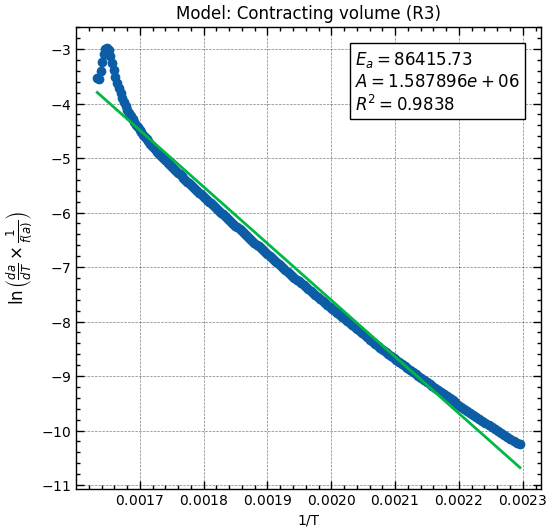 Model: Contracting volume (R3)
E_a = 86415.73
A = 1.587896e + 06
R^2 = 0.9838
ln(da/dT × 1/f(a))
−3
−4
−5
−6
−7
−8
−9
−10
−11
0.0017 0.0018 0.0019 0.0020 0.0021 0.0022 0.0023
1/T